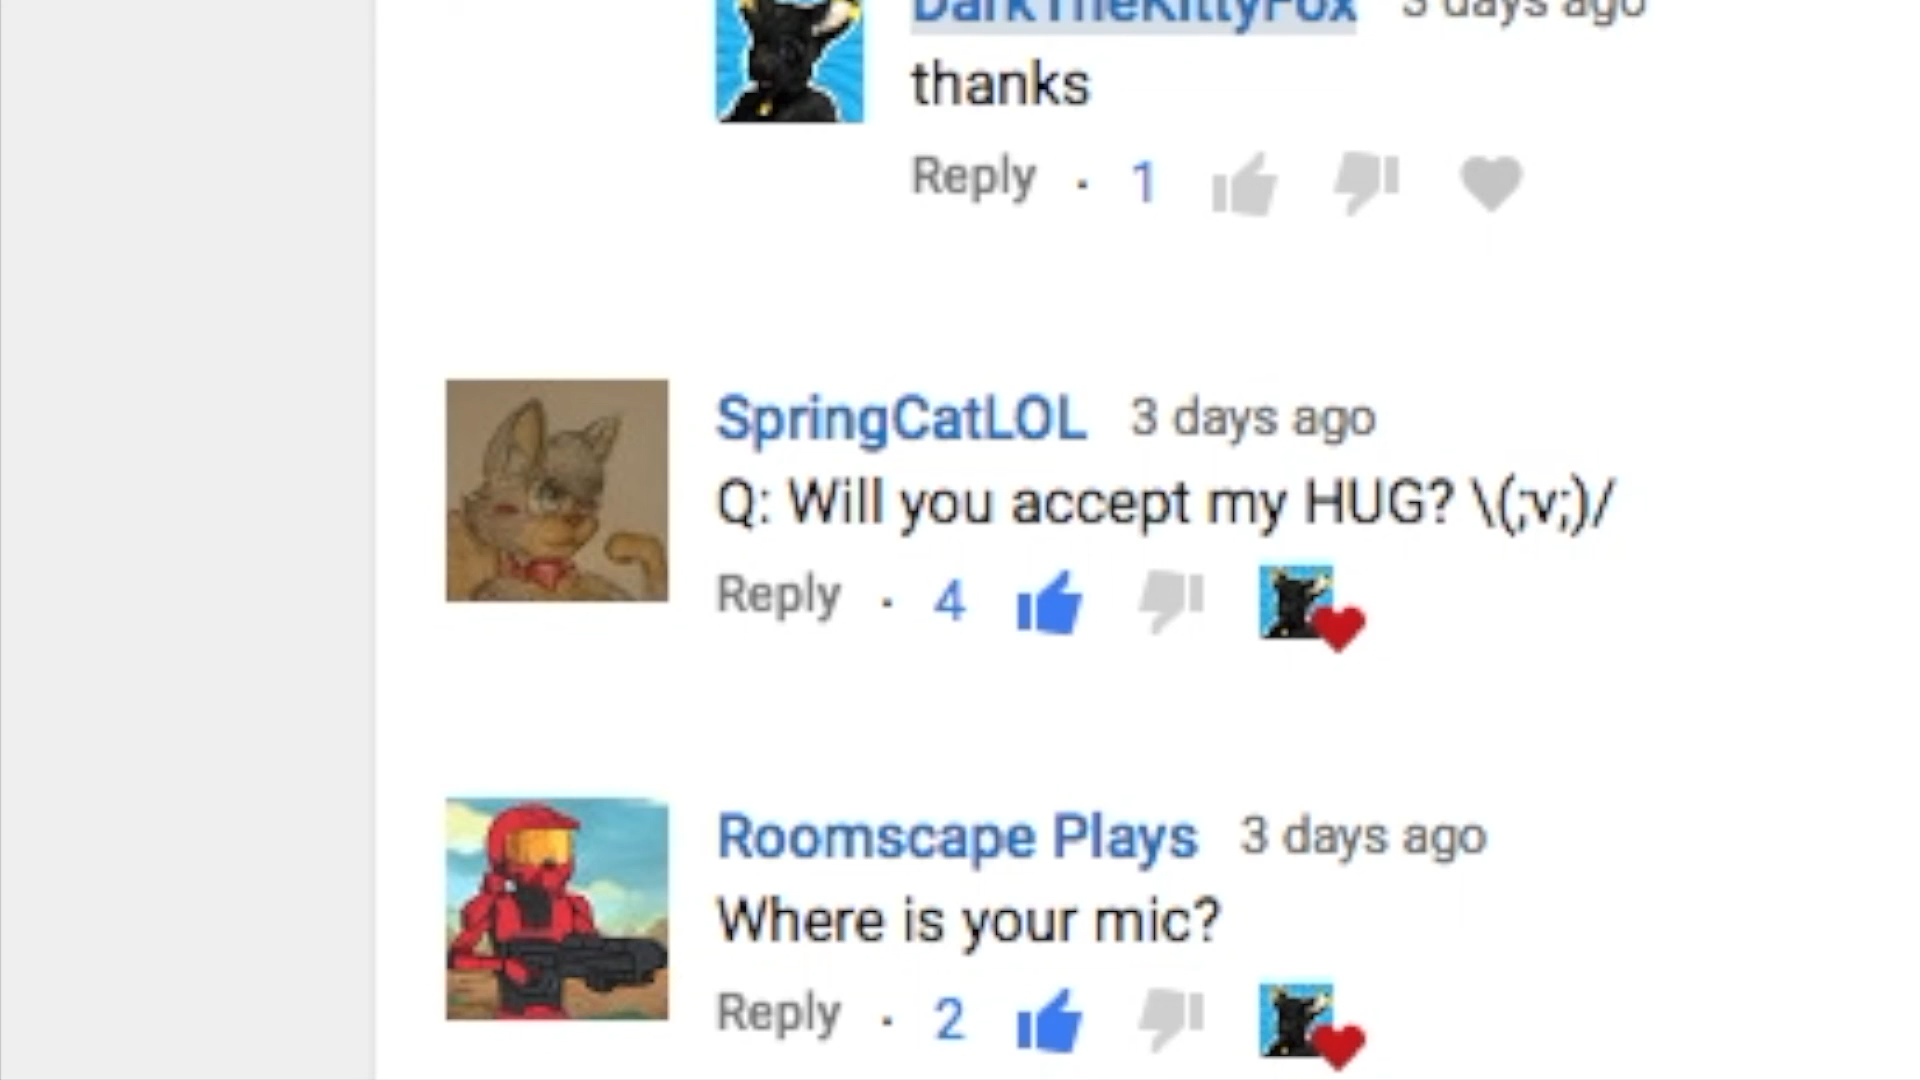 DarkTheKittyFox 3 days ago
thanks
Reply · 1
SpringCatLOL 3 days ago
Q: Will you accept my HUG? \(;v;)/
Reply · 4
Roomscape Plays 3 days ago
Where is your mic?
Reply · 2